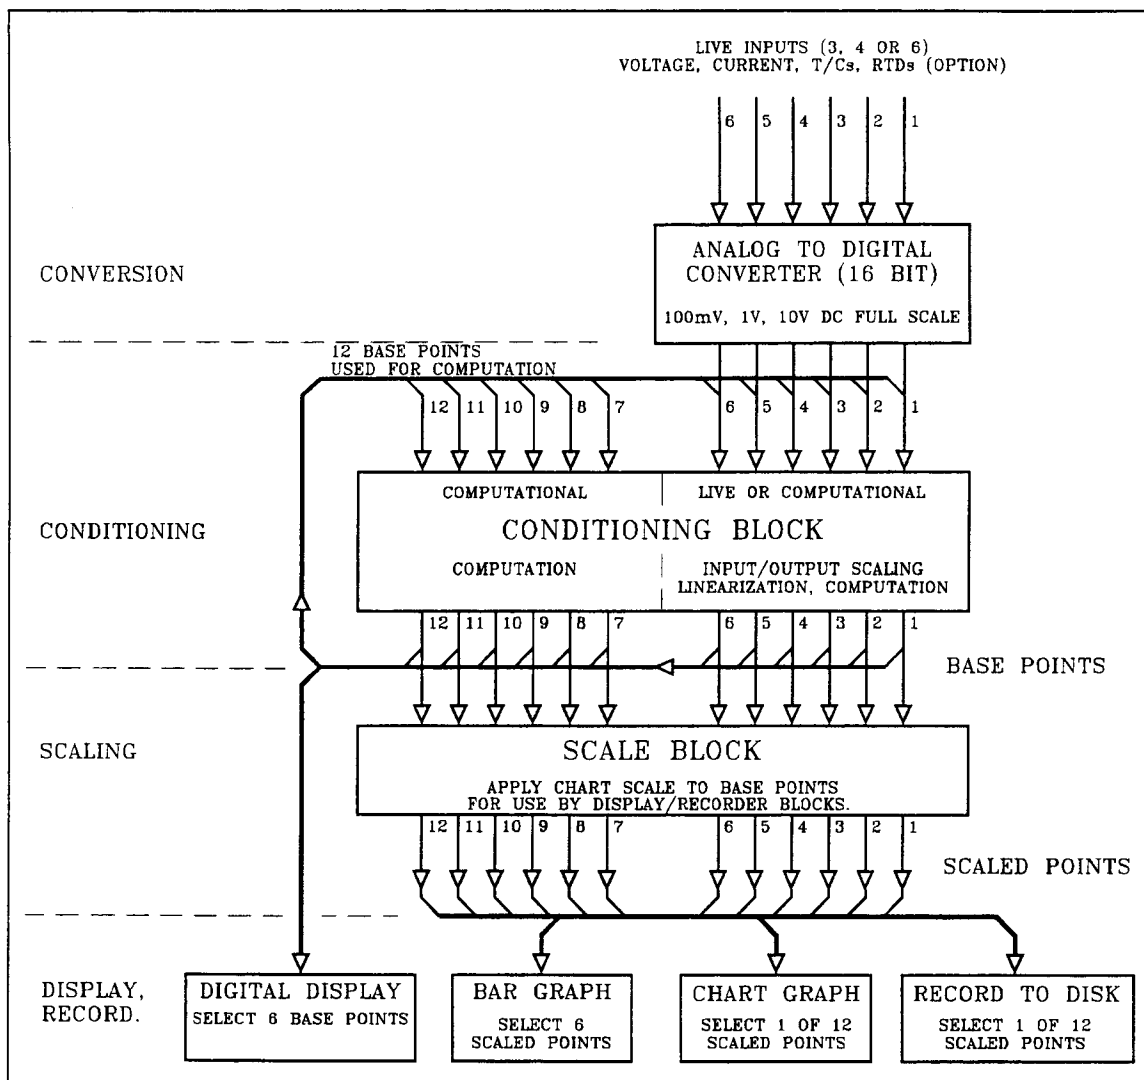 LIVE INPUTS (3, 4 OR 6)
VOLTAGE, CURRENT, T/Cs, RTDs (OPTION)
6 5 4 3 2 1
CONVERSION
ANALOG TO DIGITAL
CONVERTER (16 BIT)
100mV, 1V, 10V DC FULL SCALE
12 BASE POINTS
USED FOR COMPUTATION
12 11 10 9 8 7 6 5 4 3 2 1
CONDITIONING
COMPUTATIONAL LIVE OR COMPUTATIONAL
CONDITIONING BLOCK
COMPUTATION INPUT/OUTPUT SCALING
LINEARIZATION, COMPUTATION
12 11 10 9 8 7 6 5 4 3 2 1
BASE POINTS
SCALING
SCALE BLOCK
APPLY CHART SCALE TO BASE POINTS
FOR USE BY DISPLAY/RECORDER BLOCKS.
12 11 10 9 8 7 6 5 4 3 2 1
SCALED POINTS
DISPLAY,
RECORD.
DIGITAL DISPLAY
SELECT 6 BASE POINTS
BAR GRAPH
SELECT 6
SCALED POINTS
CHART GRAPH
SELECT 1 OF 12
SCALED POINTS
RECORD TO DISK
SELECT 1 OF 12
SCALED POINTS